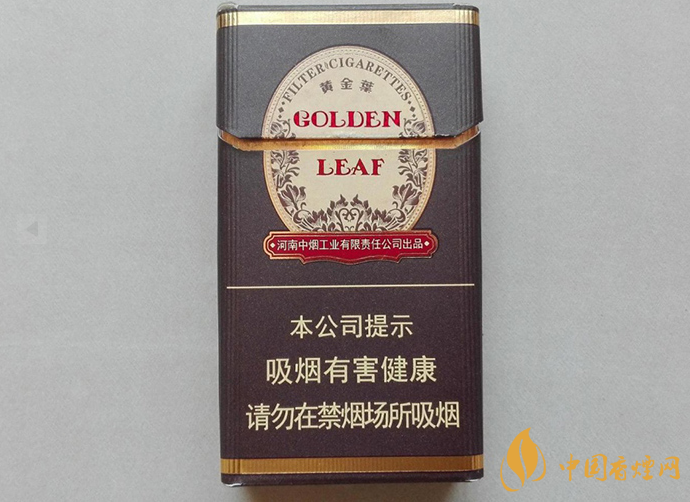 FILTER CIGARETTES
黄金葉
GOLDEN
LEAF
河南中烟工业有限责任公司出品
本公司提示
吸烟有害健康
请勿在禁烟场所吸烟
中国香烟网